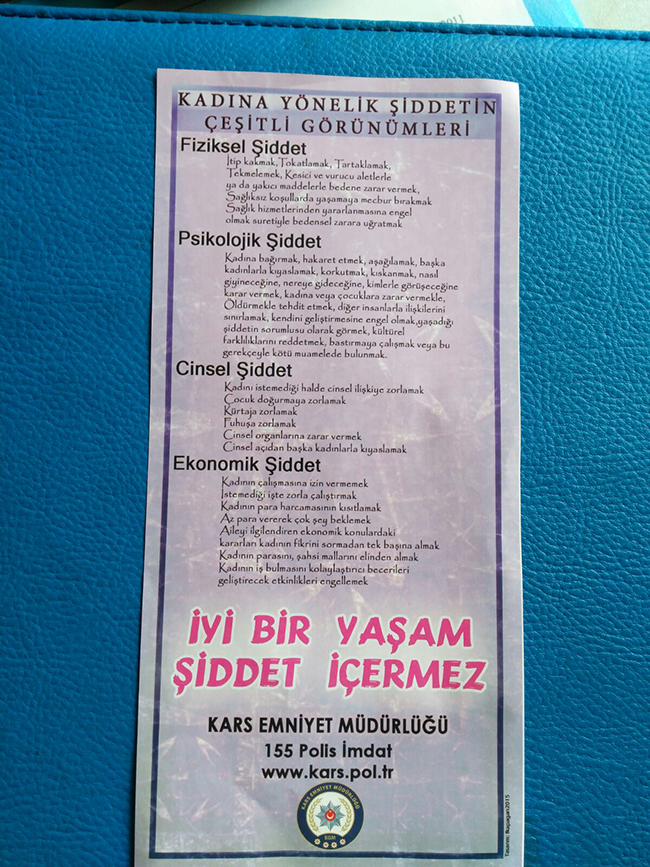 KADINA YÖNELİK ŞİDDETİN
ÇEŞİTLİ GÖRÜNÜMLERİ
Fiziksel Şiddet
İtip kakmak,Tokatlamak, Tartaklamak,
Tekmelemek, Kesici ve vurucu aletlerle
ya da yakıcı maddelerle bedene zarar vermek,
Sağlıksız koşullarda yaşamaya mecbur bırakmak
Sağlık hizmetlerinden yararlanmasına engel
olmak suretiyle bedensel zarara uğratmak
Psikolojik Şiddet
Kadına bağırmak, hakaret etmek, aşağılamak, başka
kadınlarla kıyaslamak, korkutmak, kıskanmak, nasıl
giyineceğine, nereye gideceğine, kimlerle görüşeceğine
karar vermek, kadına veya çocuklara zarar vermekle,
Öldürmekle tehdit etmek, diğer insanlarla ilişkilerini
sınırlamak, kendini geliştirmesine engel olmak,yaşadığı
şiddetin sorumlusu olarak görmek, kültürel
farklılıklarını reddetmek, bastırmaya çalışmak veya bu
gerekçeyle kötü muamelede bulunmak.
Cinsel Şiddet
Kadını istemediği halde cinsel ilişkiye zorlamak
Çocuk doğurmaya zorlamak
Kürtaja zorlamak
Fuhuşa zorlamak
Cinsel organlarına zarar vermek
Cinsel açıdan başka kadınlarla kıyaslamak
Ekonomik Şiddet
Kadının çalışmasına izin vermemek
İstemediği işte zorla çalıştırmak
Kadının para harcamasının kısıtlamak
Az para vererek çok şey beklemek
Aileyi ilgilendiren ekonomik konulardaki
kararları kadının fikrini sormadan tek başına almak
Kadının parasını, şahsi mallarını elinden almak
Kadının iş bulmasını kolaylaştırıcı becerileri
geliştirecek etkinlikleri engellemek
İYİ BİR YAŞAM
ŞİDDET İÇERMEZ
KARS EMNİYET MÜDÜRLÜĞÜ
155 Polis İmdat
www.kars.pol.tr
KARS EMNİYET MÜDÜRLÜĞÜ
EGM